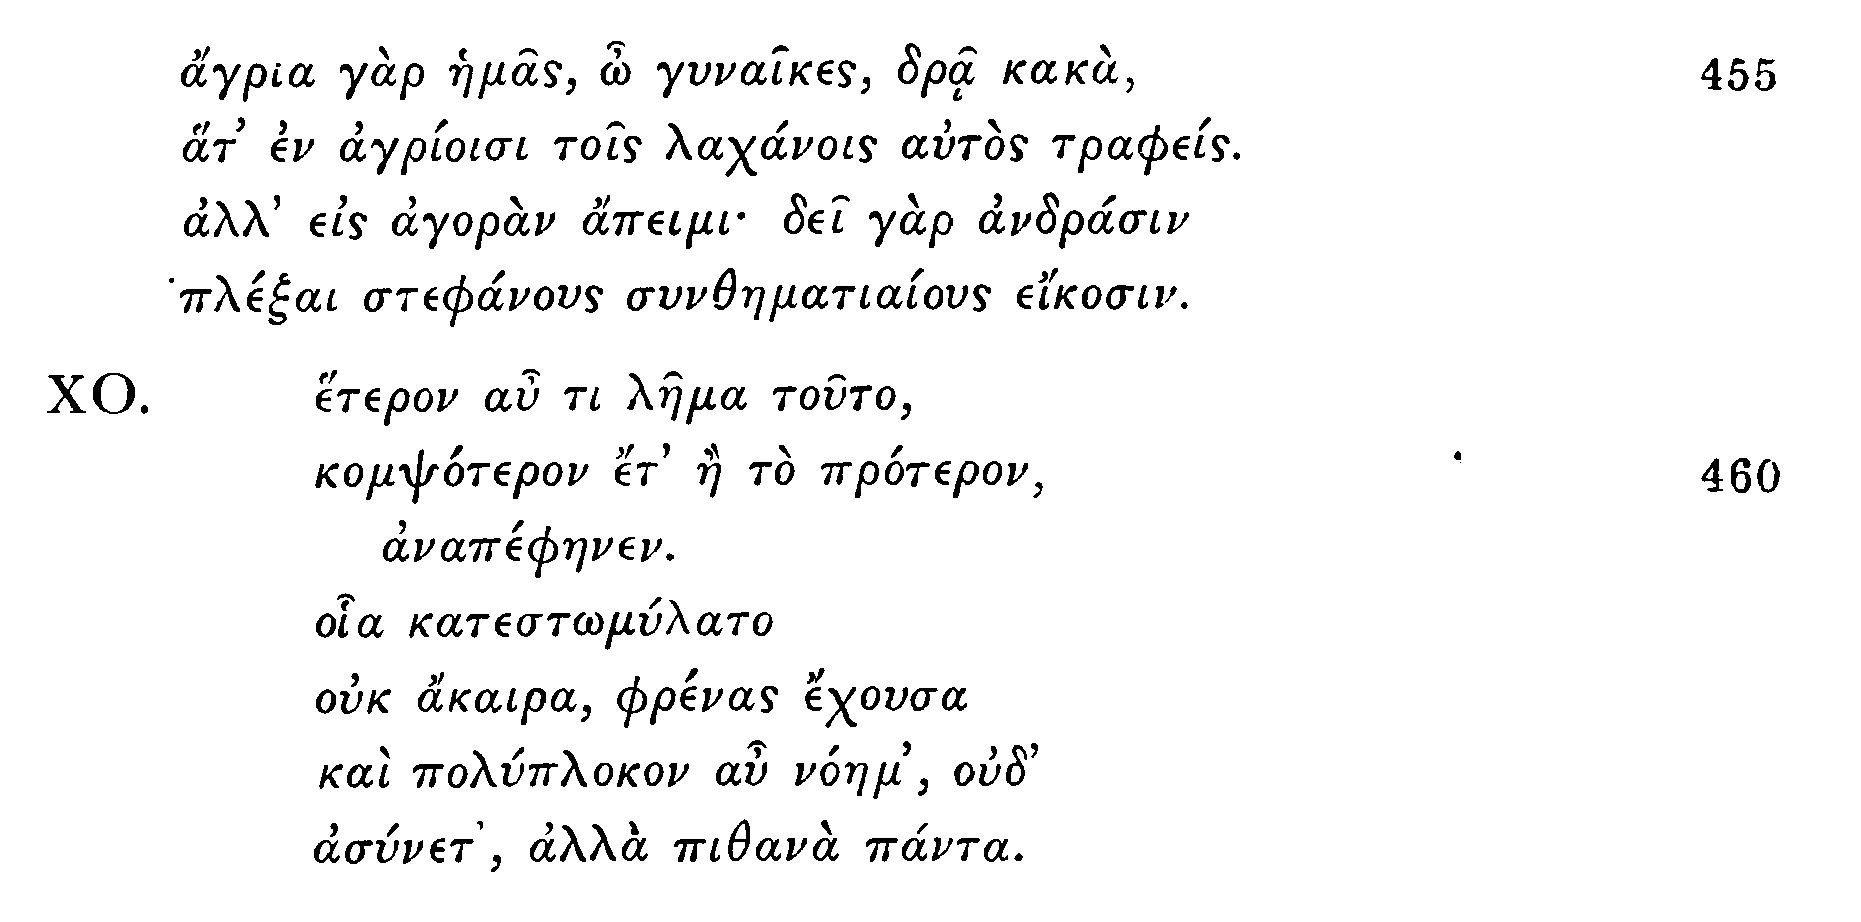 ἄγρια γὰρ ἡμᾶς, ὦ γυναῖκες, δρᾷ κακὰ, 455
ἅτ’ ἐν ἀγρίοισι τοῖς λαχάνοις αὐτὸς τραφείς.
ἀλλ’ εἰς ἀγορὰν ἄπειμι· δεῖ γὰρ ἀνδράσιν
πλέξαι στεφάνους συνθηματιαίους εἴκοσιν.
ΧΟ. ἕτερον αὖ τι λῆμα τοῦτο,
κομψότερον ἔτ’ ἢ τὸ πρότερον, 460
ἀναπέφηνεν.
οἷα κατεστωμύλατο
οὐκ ἄκαιρα, φρένας ἔχουσα
καὶ πολύπλοκον αὖ νόημ’, οὐδ’
ἀσύνετ’, ἀλλὰ πιθανὰ πάντα.